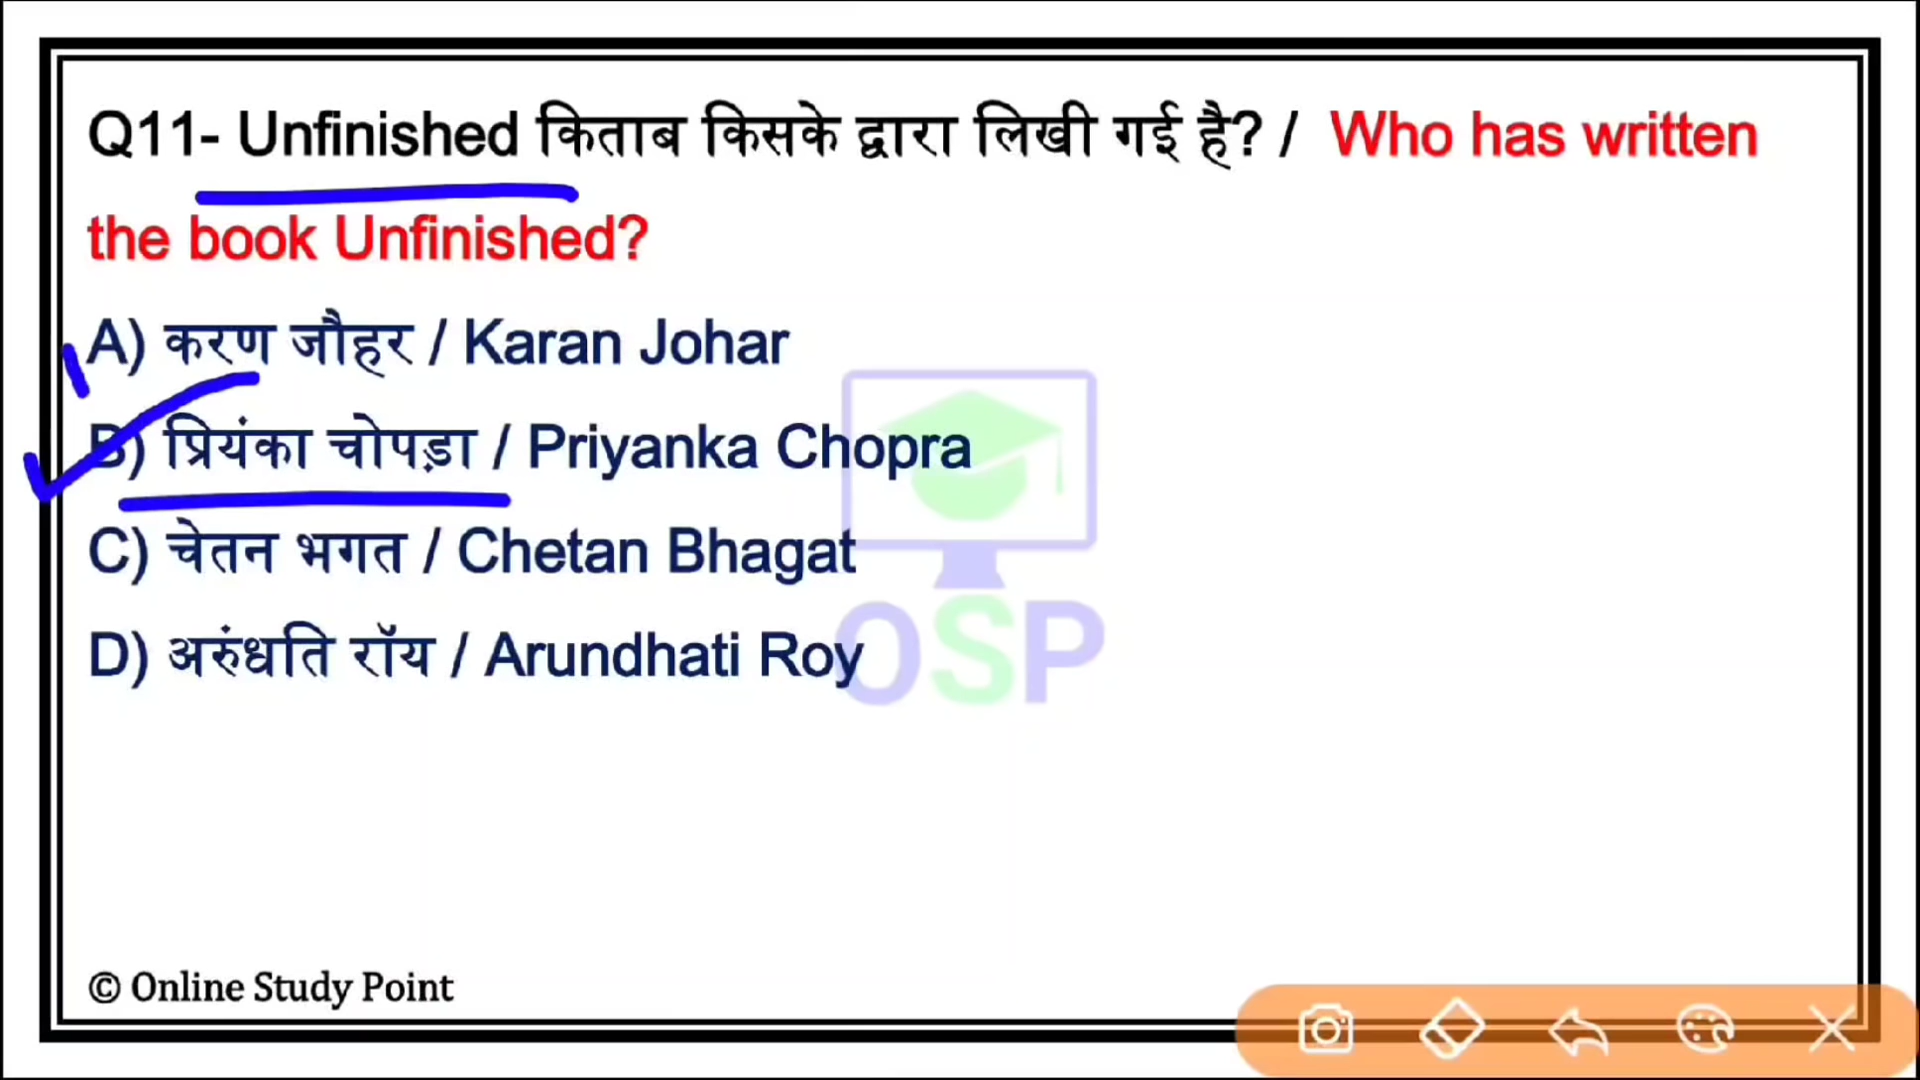 Q11- Unfinished किताब किसके द्वारा लिखी गई है? / Who has written
the book Unfinished?
A) करण जौहर / Karan Johar
B) प्रियंका चोपड़ा / Priyanka Chopra
C) चेतन भगत / Chetan Bhagat
D) अरुंधति रॉय / Arundhati Roy
OSP
© Online Study Point